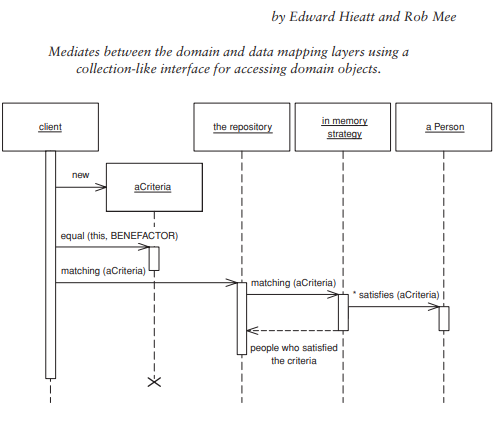 by Edward Hieatt and Rob Mee
Mediates between the domain and data mapping layers using a
collection-like interface for accessing domain objects.
client
the repository
in memory
strategy
a Person
new
aCriteria
equal (this, BENEFACTOR)
matching (aCriteria)
matching (aCriteria)
* satisfies (aCriteria)
people who satisfied
the criteria